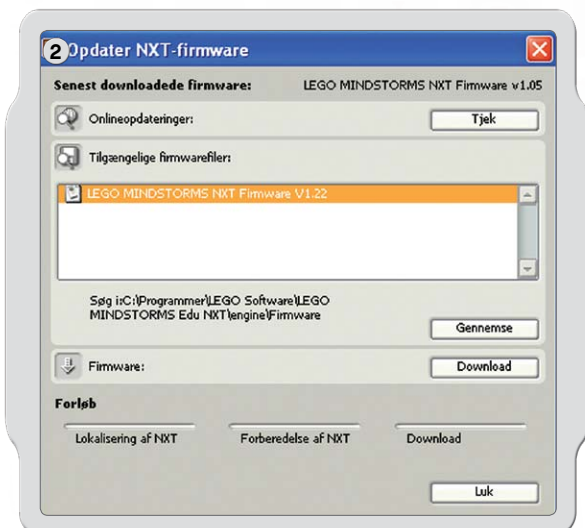 2 Opdater NXT-firmware
Senest downloadede firmware: LEGO MINDSTORMS NXT Firmware v1.05
Onlineopdateringer: Tjek
Tilgængelige firmwarefiler:
LEGO MINDSTORMS NXT Firmware V1.22
Søg i:C:\Programmer\LEGO Software\LEGO
MINDSTORMS Edu NXT\engine\Firmware
Gennemse
Firmware: Download
Forløb
Lokalisering af NXT Forberedelse af NXT Download
Luk